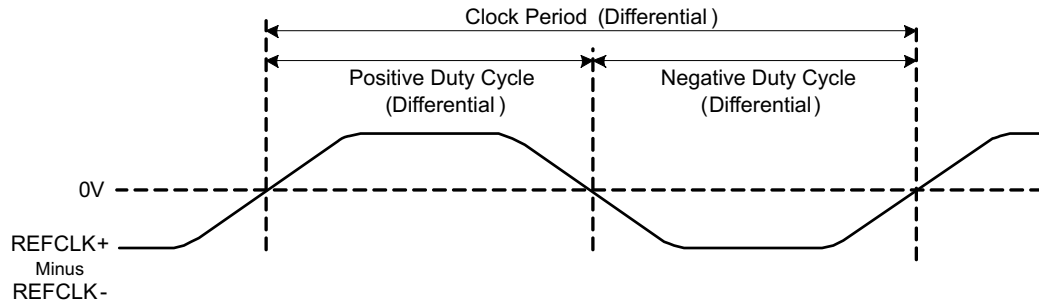 Clock Period (Differential)
Positive Duty Cycle
(Differential)
Negative Duty Cycle
(Differential)
0V
REFCLK+
Minus
REFCLK-